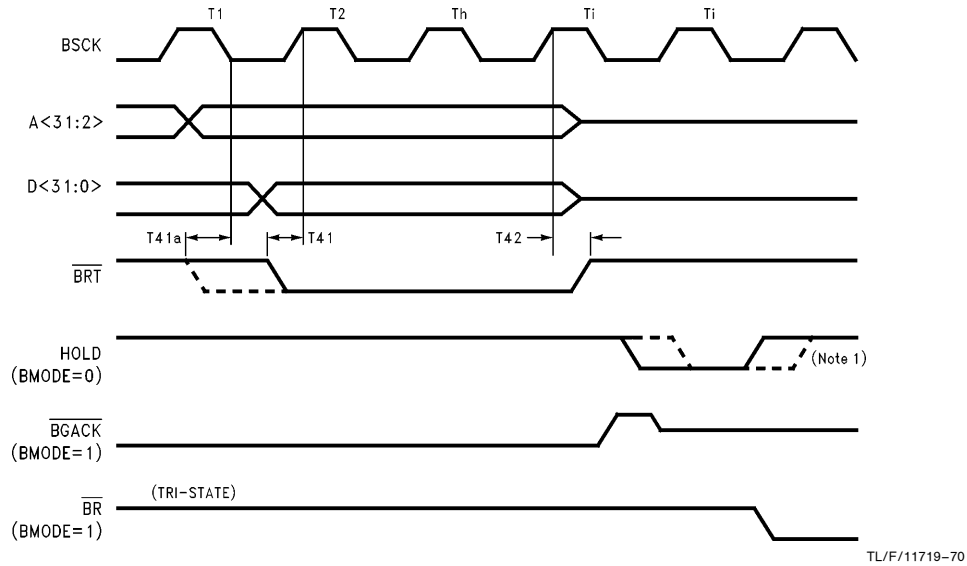 T1 T2 Th Ti Ti
BSCK
A<31:2>
D<31:0>
T41a T41 T42
BRT
HOLD
(BMODE=0)
(Note 1)
BGACK
(BMODE=1)
(TRI-STATE)
BR
(BMODE=1)
TL/F/11719–70